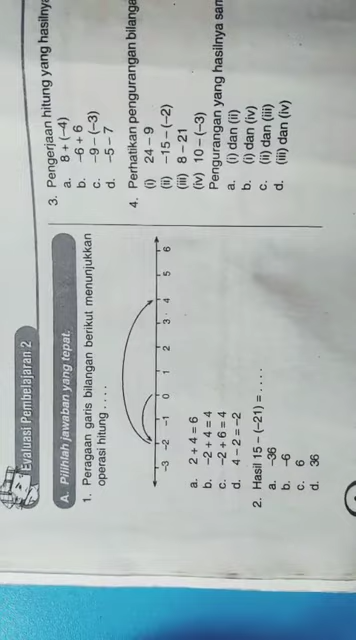 Evaluasi Pembelajaran 2
A. Pilihlah jawaban yang tepat.
1. Peragaan garis bilangan berikut menunjukkan
operasi hitung . . . .
−3 −2 −1 0 1 2 3 4 5 6
a. 2 + 4 = 6
b. −2 + 4 = 4
c. −2 + 6 = 4
d. 4 − 2 = −2
2. Hasil 15 − (−21) = . . . .
a. −36
b. −6
c. 6
d. 36
3. Pengerjaan hitung yang hasilnya
a. 8 + (−4)
b. −6 + 6
c. −9 − (−3)
d. −5 − 7
4. Perhatikan pengurangan bilanga
(i) 24 − 9
(ii) −15 − (−2)
(iii) 8 − 21
(iv) 10 − (−3)
Pengurangan yang hasilnya sam
a. (i) dan (ii)
b. (i) dan (iv)
c. (ii) dan (iii)
d. (iii) dan (iv)